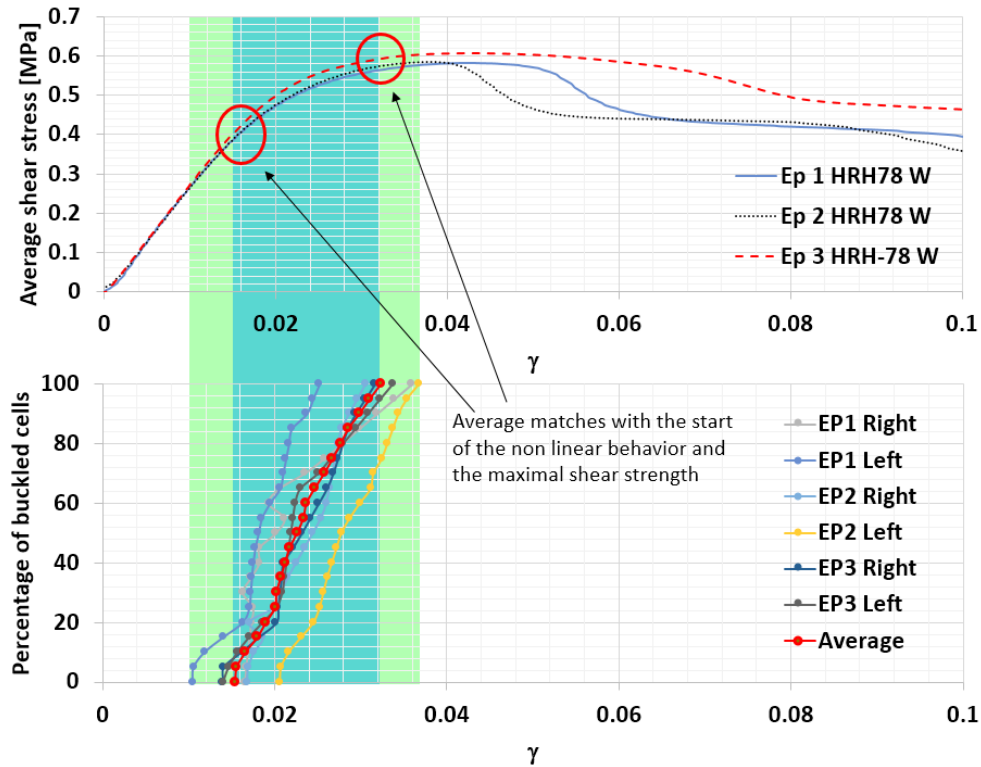 0.7
0.6
0.5
0.4
0.3
0.2
0.1
0
Average shear stress [MPa]
Ep 1 HRH78 W
Ep 2 HRH78 W
Ep 3 HRH-78 W
0 0.02 0.04 0.06 0.08 0.1
γ
100
80
60
40
20
0
Percentage of buckled cells
Average matches with the start
of the non linear behavior and
the maximal shear strength
EP1 Right
EP1 Left
EP2 Right
EP2 Left
EP3 Right
EP3 Left
Average
0 0.02 0.04 0.06 0.08 0.1
γ